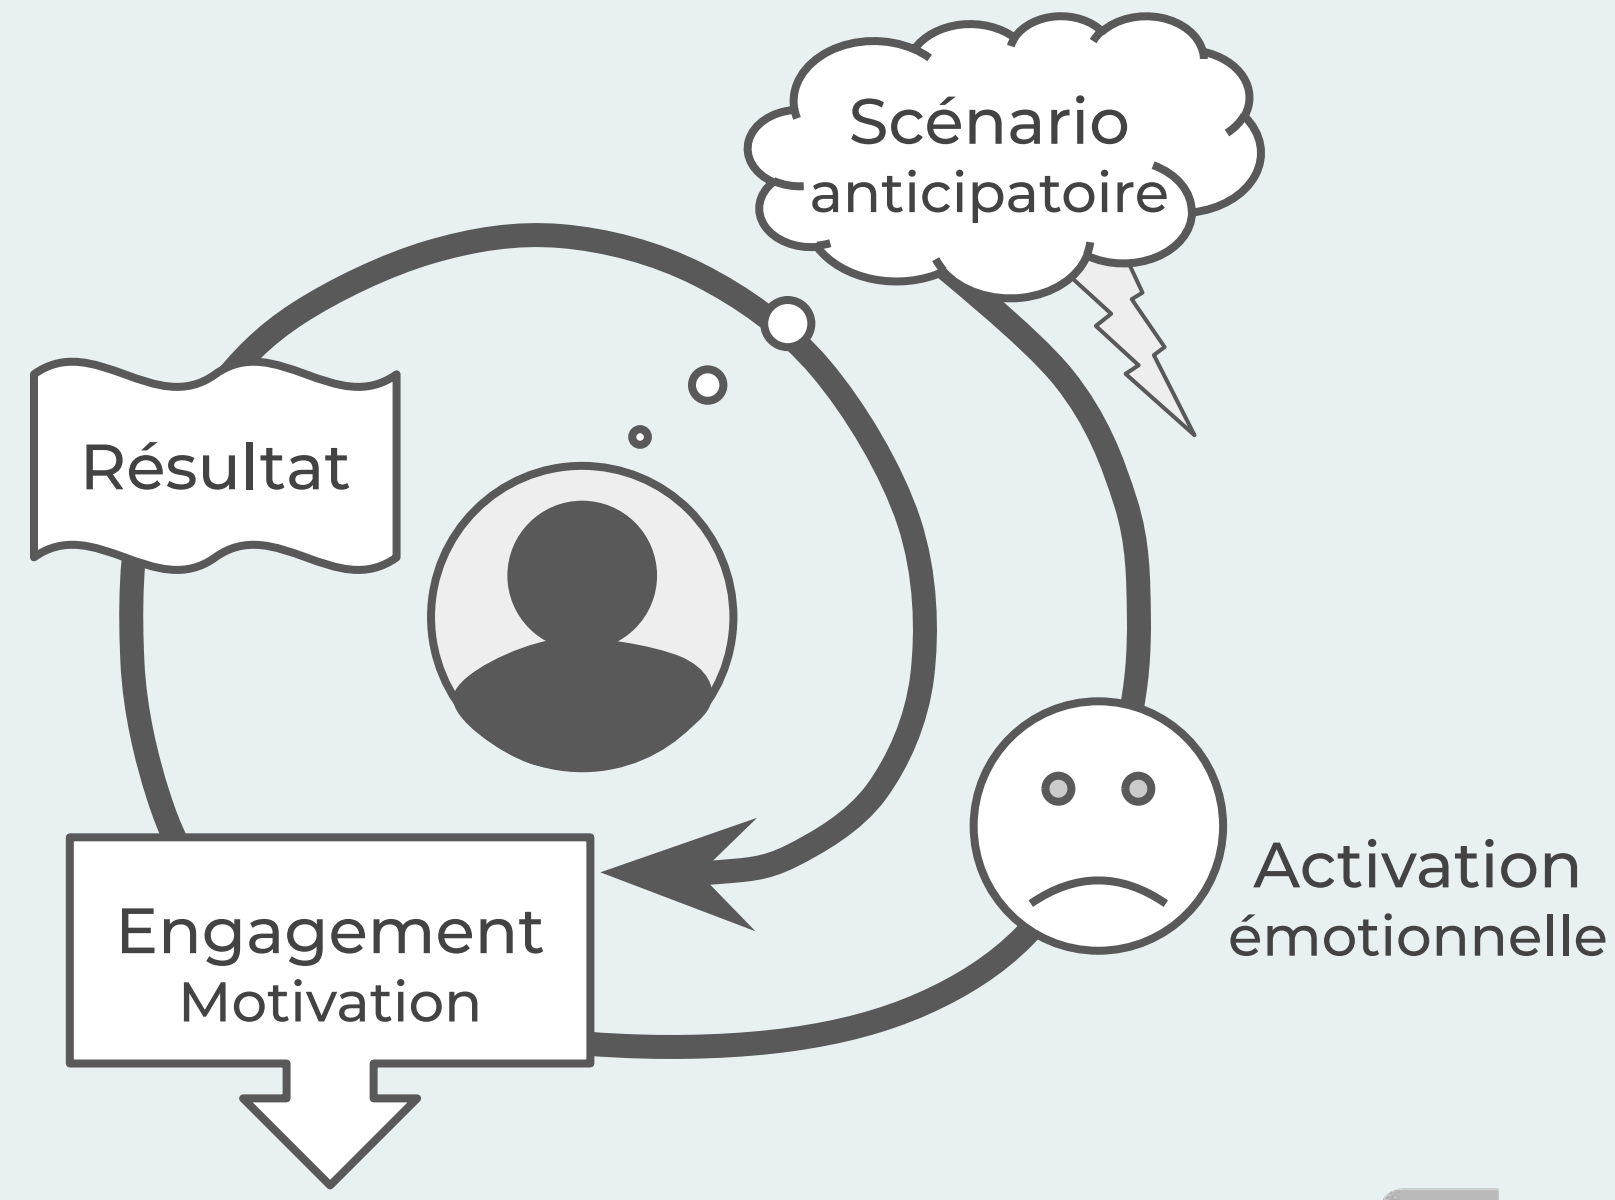 Scénario
anticipatoire
Résultat
Activation
émotionnelle
Engagement
Motivation